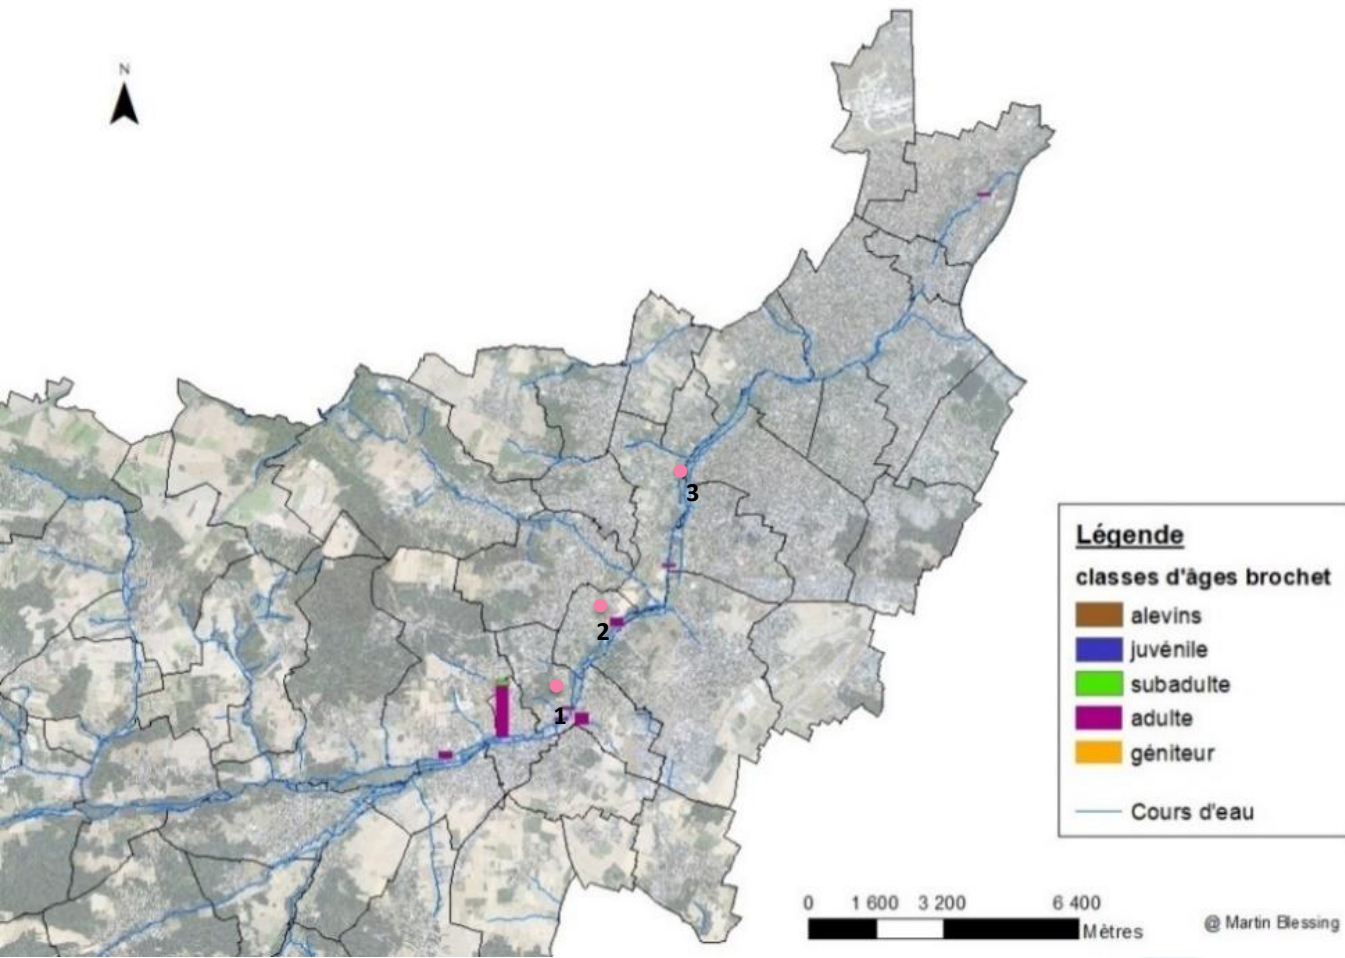 N
3
2
1
Légende
classes d'âges brochet
alevins
juvénile
subadulte
adulte
géniteur
Cours d'eau
0 1 600 3 200 6 400
Mètres
@ Martin Blessing